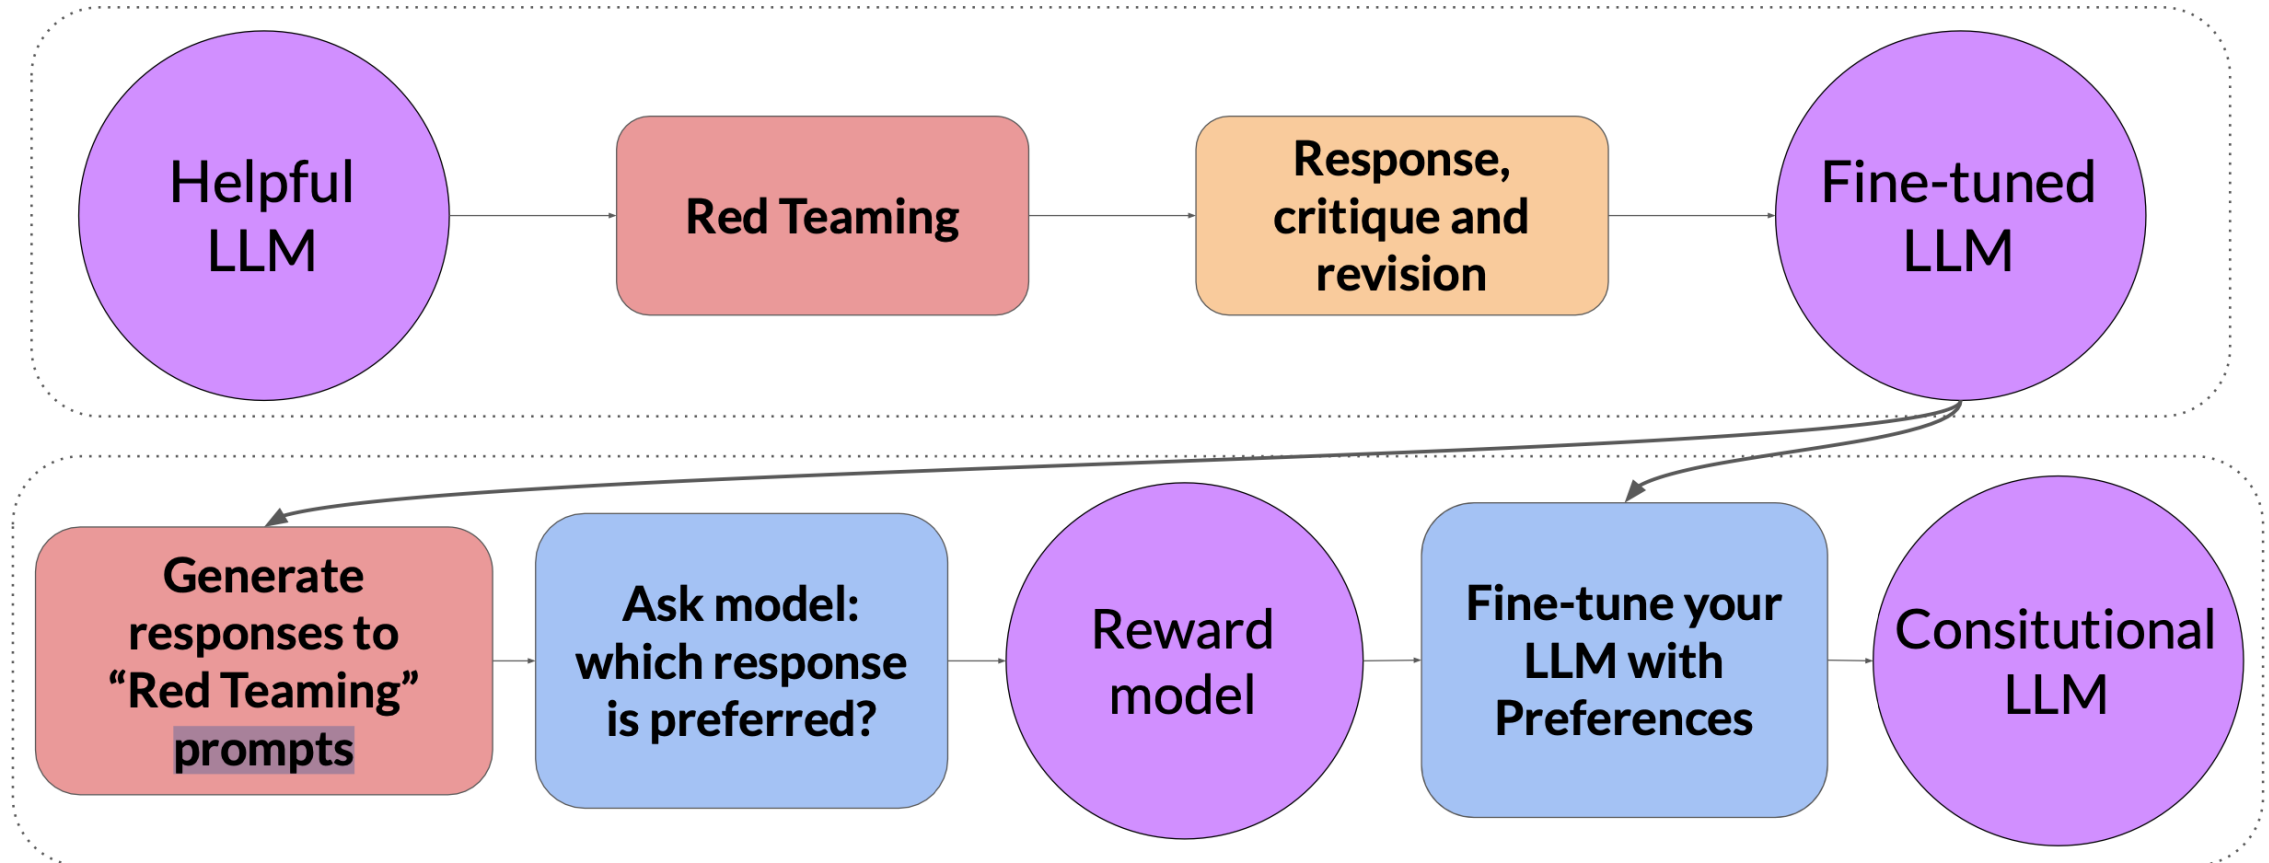 Helpful
LLM
Red Teaming
Response,
critique and
revision
Fine-tuned
LLM
Generate
responses to
“Red Teaming”
prompts
Ask model:
which response
is preferred?
Reward
model
Fine-tune your
LLM with
Preferences
Consitutional
LLM